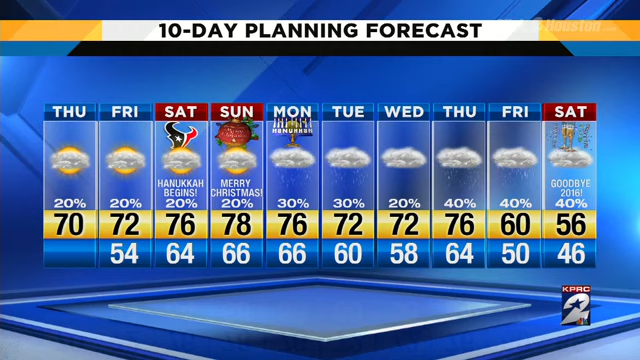 Houston
10-DAY PLANNING FORECAST
THU FRI SAT SUN MON TUE WED THU FRI SAT
HANUKKAH
HANUKKAH BEGINS! MERRY CHRISTMAS! GOODBYE 2016!
20% 20% 20% 20% 30% 30% 20% 40% 40% 40%
70 72 76 78 76 72 72 76 60 56
54 64 66 66 60 58 64 50 46
KPRC
2